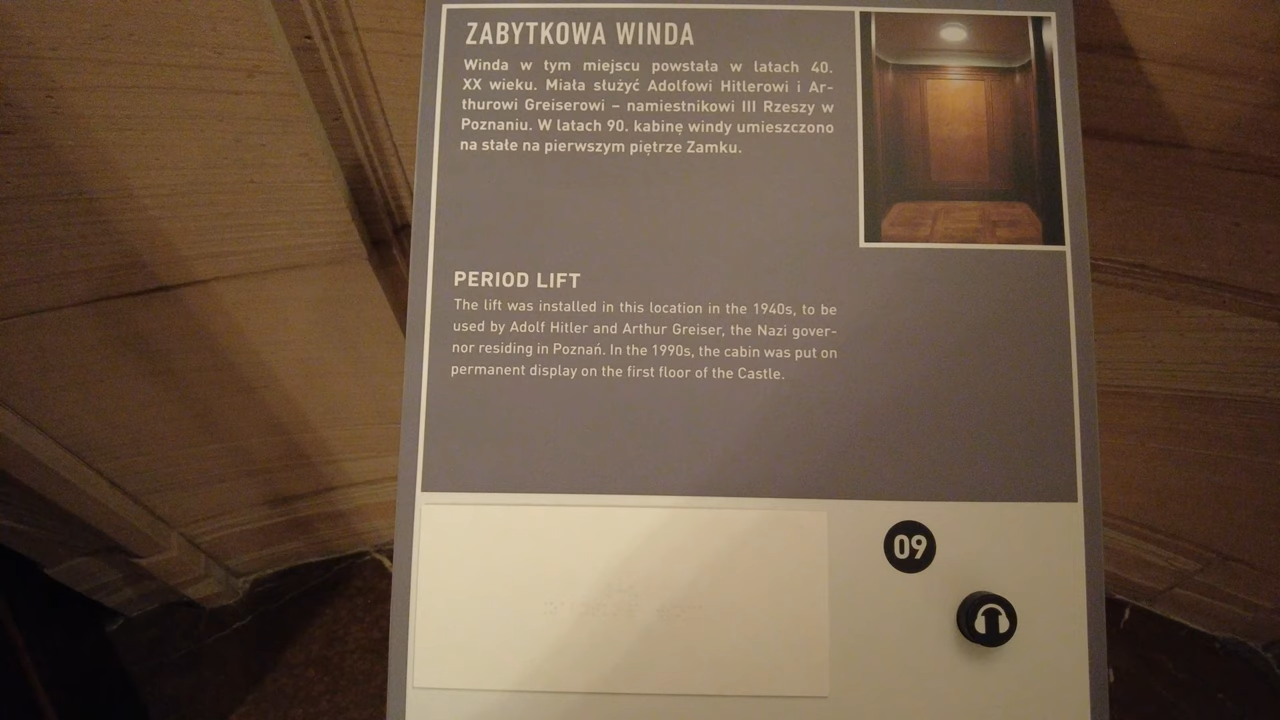 ZABYTKOWA WINDA
Winda w tym miejscu powstała w latach 40.
XX wieku. Miała służyć Adolfowi Hitlerowi i Ar-
thurowi Greiserowi – namiestnikowi III Rzeszy w
Poznaniu. W latach 90. kabinę windy umieszczono
na stałe na pierwszym piętrze Zamku.
PERIOD LIFT
The lift was installed in this location in the 1940s, to be
used by Adolf Hitler and Arthur Greiser, the Nazi gover-
nor residing in Poznań. In the 1990s, the cabin was put on
permanent display on the first floor of the Castle.
09